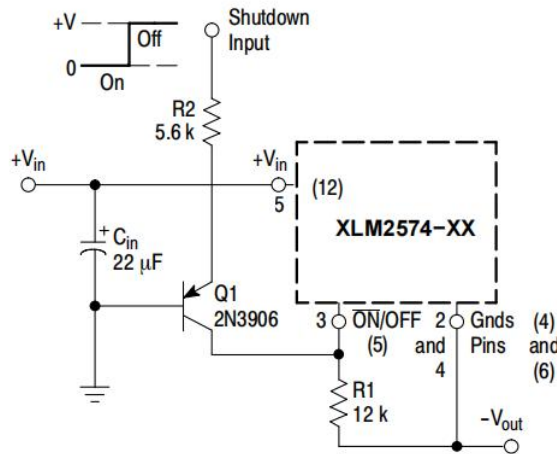 +V
Off
0
On
Shutdown
Input
R2
5.6 k
+Vin
+Vin
5
(12)
XLM2574-XX
+
Cin
22 µF
Q1
2N3906
3
ON/OFF
(5)
2
and
4
Gnds
Pins
(4)
and
(6)
R1
12 k
-Vout